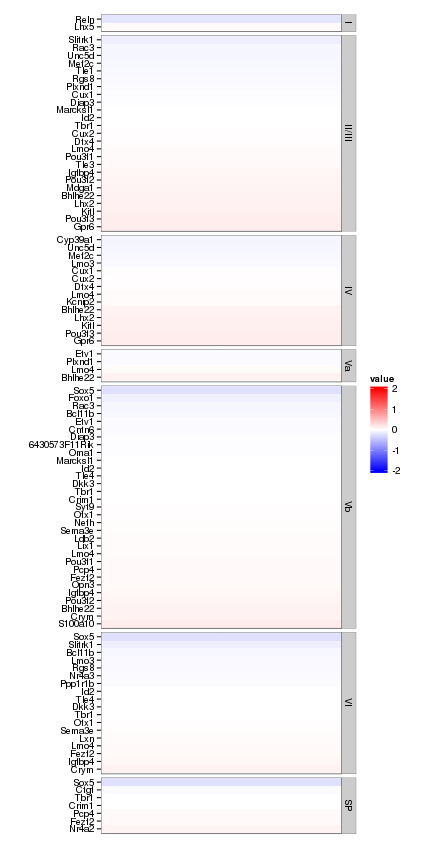 Reln
Lhx5
I
Slitrk1
Rac3
Unc5d
Mef2c
Tle1
Rgs8
Plxnd1
Cux1
Diap3
Marcksl1
Id2
Tbr1
Cux2
Dtx4
Lmo4
Pou3f1
Tle3
Igfbp4
Pou3f2
Mdga1
Bhlhe22
Lhx2
Kitl
Pou3f3
Gpr6
II/III
Cyp39a1
Unc5d
Mef2c
Lmo3
Cux1
Cux2
Dtx4
Lmo4
Kcnip2
Bhlhe22
Lhx2
Kitl
Pou3f3
Gpr6
IV
Etv1
Plxnd1
Lmo4
Bhlhe22
Va
Sox5
Foxo1
Rac3
Bcl11b
Etv1
Cntn6
Diap3
6430573F11Rik
Oma1
Marcksl1
Id2
Tle4
Dkk3
Tbr1
Crim1
Syt9
Otx1
Nefh
Sema3e
Ldb2
Lix1
Lmo4
Pou3f1
Pcp4
Fezf2
Opn3
Igfbp4
Pou3f2
Bhlhe22
Crym
S100a10
Vb
Sox5
Slitrk1
Bcl11b
Lmo3
Rgs8
Nr4a3
Ppp1r1b
Id2
Tle4
Dkk3
Tbr1
Otx1
Sema3e
Lxn
Lmo4
Fezf2
Igfbp4
Crym
VI
Sox5
Ctgf
Tbr1
Crim1
Pcp4
Fezf2
Nr4a2
SP
value
2
1
0
-1
-2